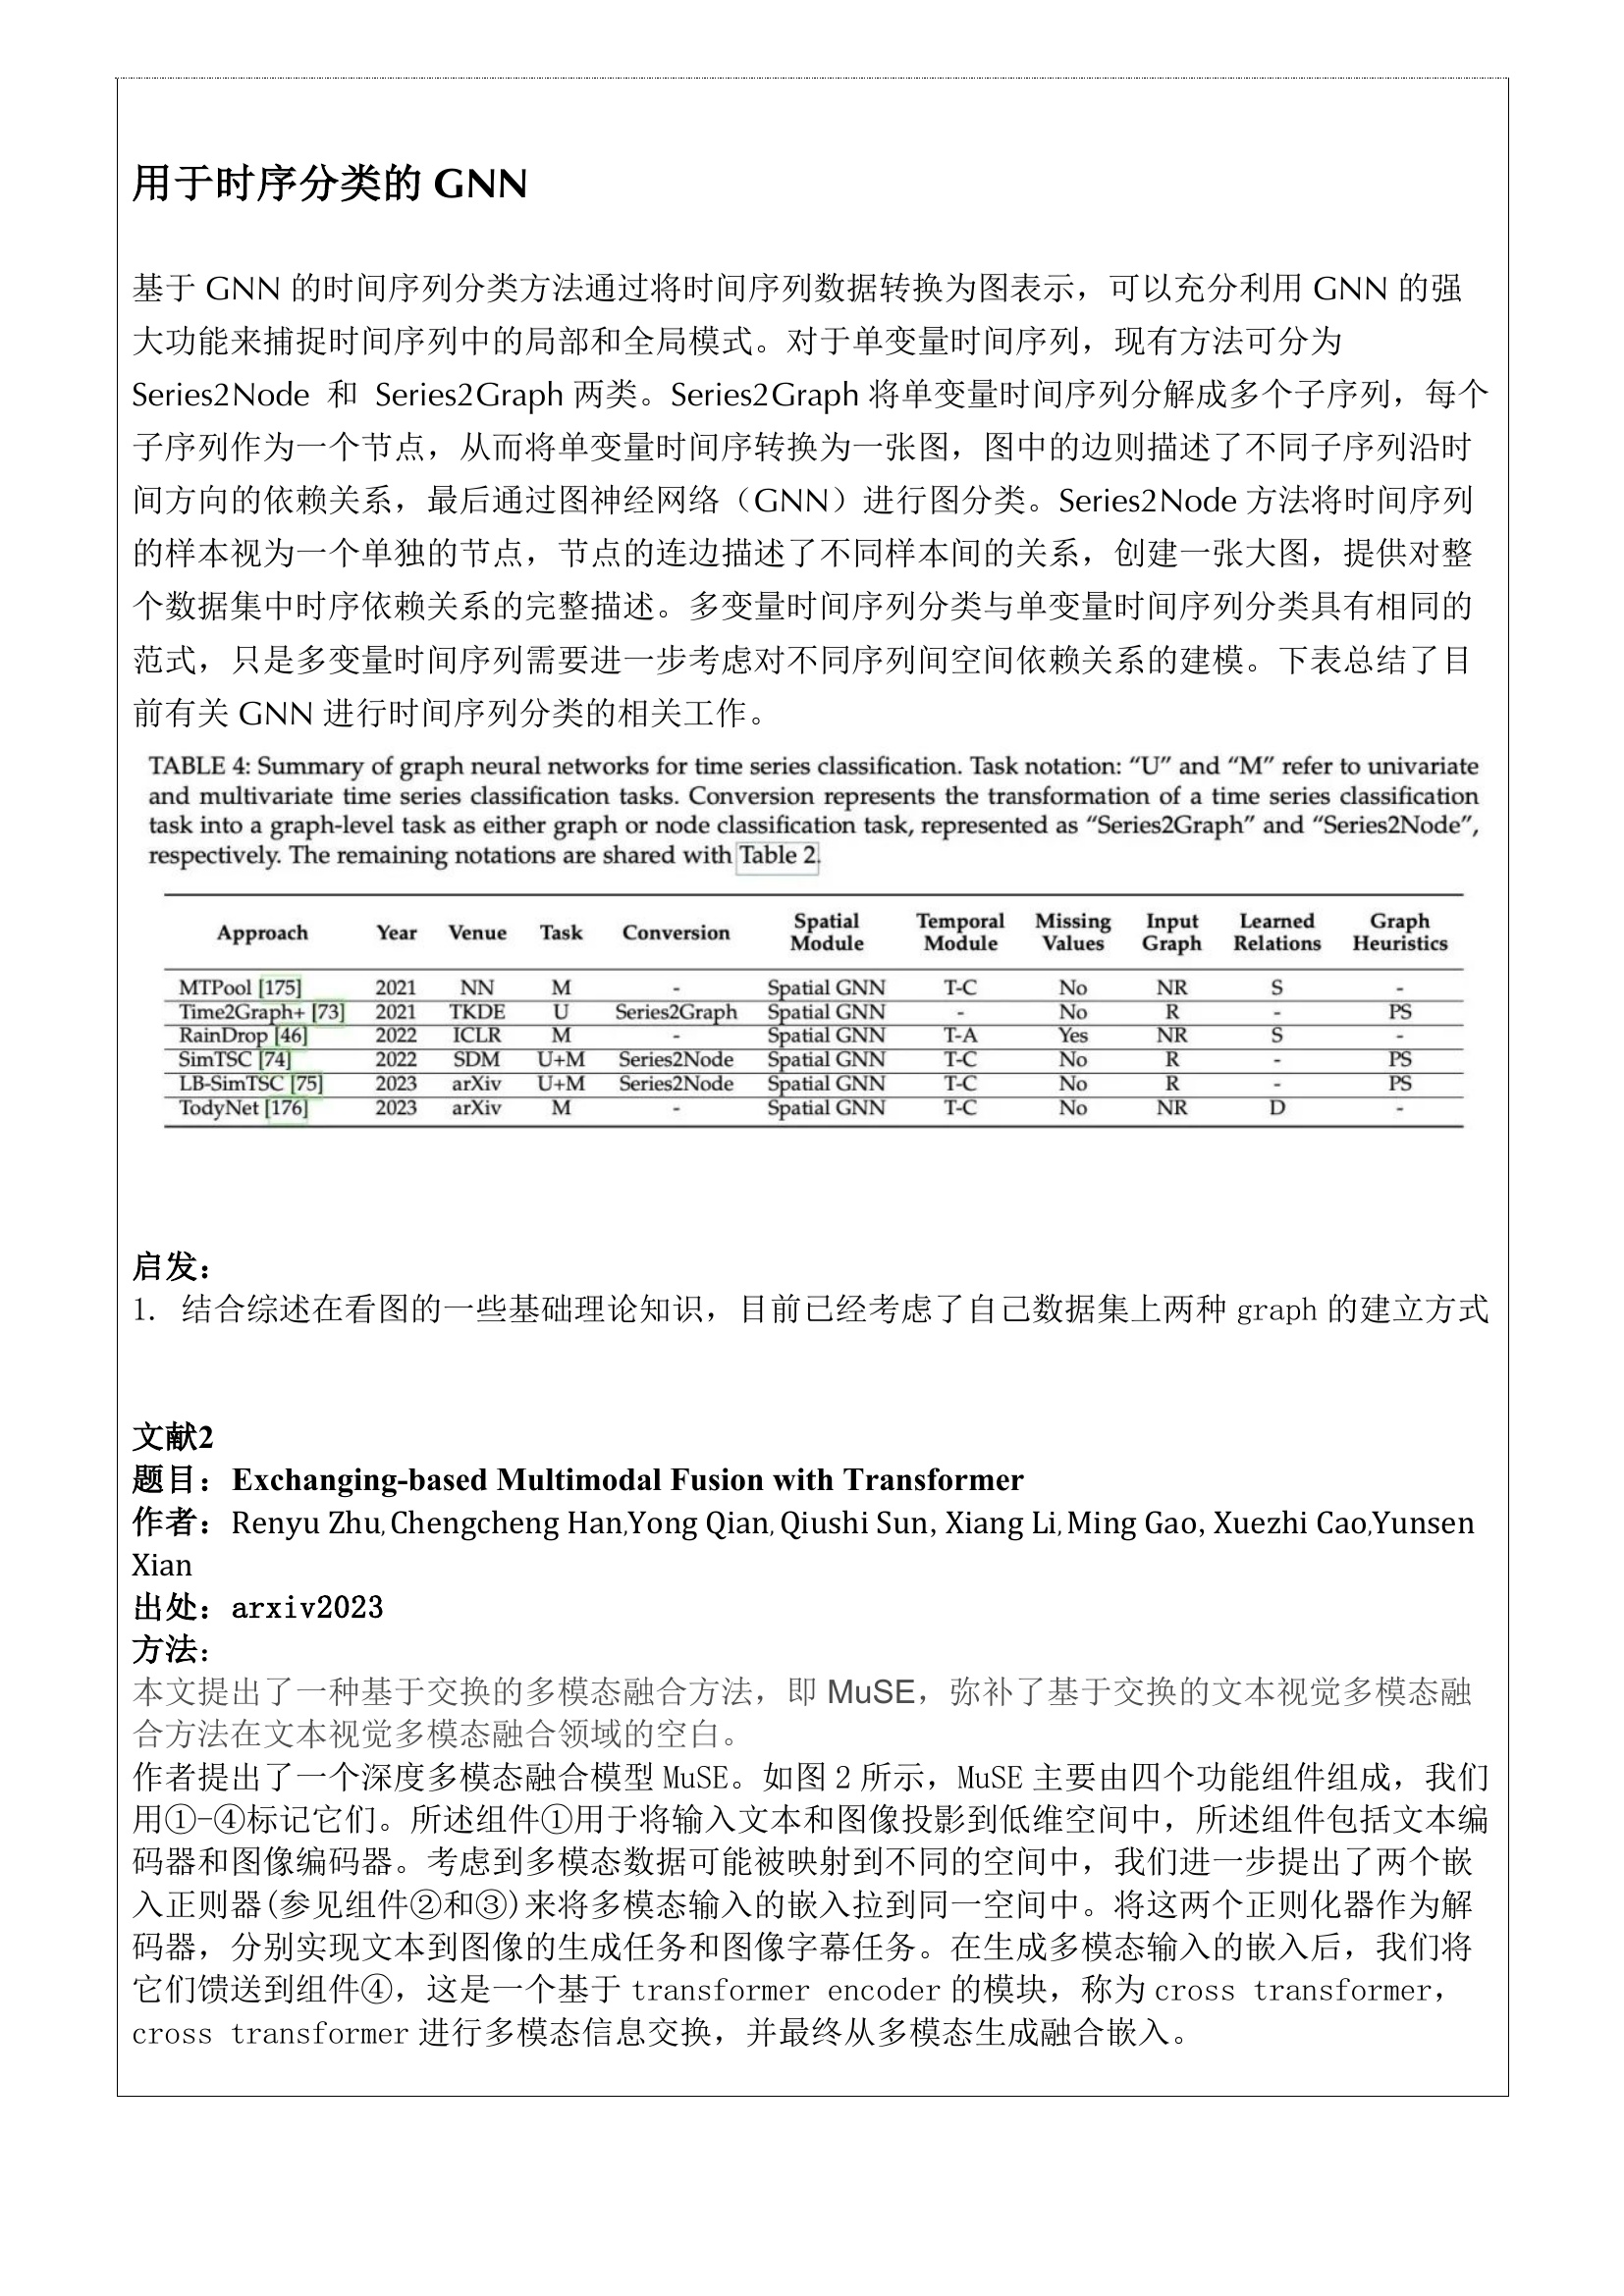 用于时序分类的 GNN
基于 GNN 的时间序列分类方法通过将时间序列数据转换为图表示，可以充分利用 GNN 的强
大功能来捕捉时间序列中的局部和全局模式。对于单变量时间序列，现有方法可分为
Series2Node 和 Series2Graph 两类。Series2Graph 将单变量时间序列分解成多个子序列，每个
子序列作为一个节点，从而将单变量时间序转换为一张图，图中的边则描述了不同子序列沿时
间方向的依赖关系，最后通过图神经网络（GNN）进行图分类。Series2Node 方法将时间序列
的样本视为一个单独的节点，节点的连边描述了不同样本间的关系，创建一张大图，提供对整
个数据集中时序依赖关系的完整描述。多变量时间序列分类与单变量时间序列分类具有相同的
范式，只是多变量时间序列需要进一步考虑对不同序列间空间依赖关系的建模。下表总结了目
前有关 GNN 进行时间序列分类的相关工作。
TABLE 4: Summary of graph neural networks for time series classification. Task notation: “U” and “M” refer to univariate
and multivariate time series classification tasks. Conversion represents the transformation of a time series classification
task into a graph-level task as either graph or node classification task, represented as “Series2Graph” and “Series2Node”,
respectively. The remaining notations are shared with Table 2.
Approach Year Venue Task Conversion Spatial Module Temporal Module Missing Values Input Graph Learned Relations Graph Heuristics
MTPool [175] 2021 NN M - Spatial GNN T-C No NR S -
Time2Graph+ [73] 2021 TKDE U Series2Graph Spatial GNN - No R - PS
RainDrop [46] 2022 ICLR M - Spatial GNN T-A Yes NR S -
SimTSC [74] 2022 SDM U+M Series2Node Spatial GNN T-C No R - PS
LB-SimTSC [75] 2023 arXiv U+M Series2Node Spatial GNN T-C No R - PS
TodyNet [176] 2023 arXiv M - Spatial GNN T-C No NR D -
启发：
1. 结合综述在看图的一些基础理论知识，目前已经考虑了自己数据集上两种 graph 的建立方式
文献2
题目：Exchanging-based Multimodal Fusion with Transformer
作者：Renyu Zhu, Chengcheng Han,Yong Qian, Qiushi Sun, Xiang Li, Ming Gao, Xuezhi Cao,Yunsen
Xian
出处：arxiv2023
方法：
本文提出了一种基于交换的多模态融合方法，即 MuSE，弥补了基于交换的文本视觉多模态融
合方法在文本视觉多模态融合领域的空白。
作者提出了一个深度多模态融合模型 MuSE。如图 2 所示，MuSE 主要由四个功能组件组成，我们
用①-④标记它们。所述组件①用于将输入文本和图像投影到低维空间中，所述组件包括文本编
码器和图像编码器。考虑到多模态数据可能被映射到不同的空间中，我们进一步提出了两个嵌
入正则器(参见组件②和③)来将多模态输入的嵌入拉到同一空间中。将这两个正则化器作为解
码器，分别实现文本到图像的生成任务和图像字幕任务。在生成多模态输入的嵌入后，我们将
它们馈送到组件④，这是一个基于 transformer encoder 的模块，称为 cross transformer，
cross transformer 进行多模态信息交换，并最终从多模态生成融合嵌入。